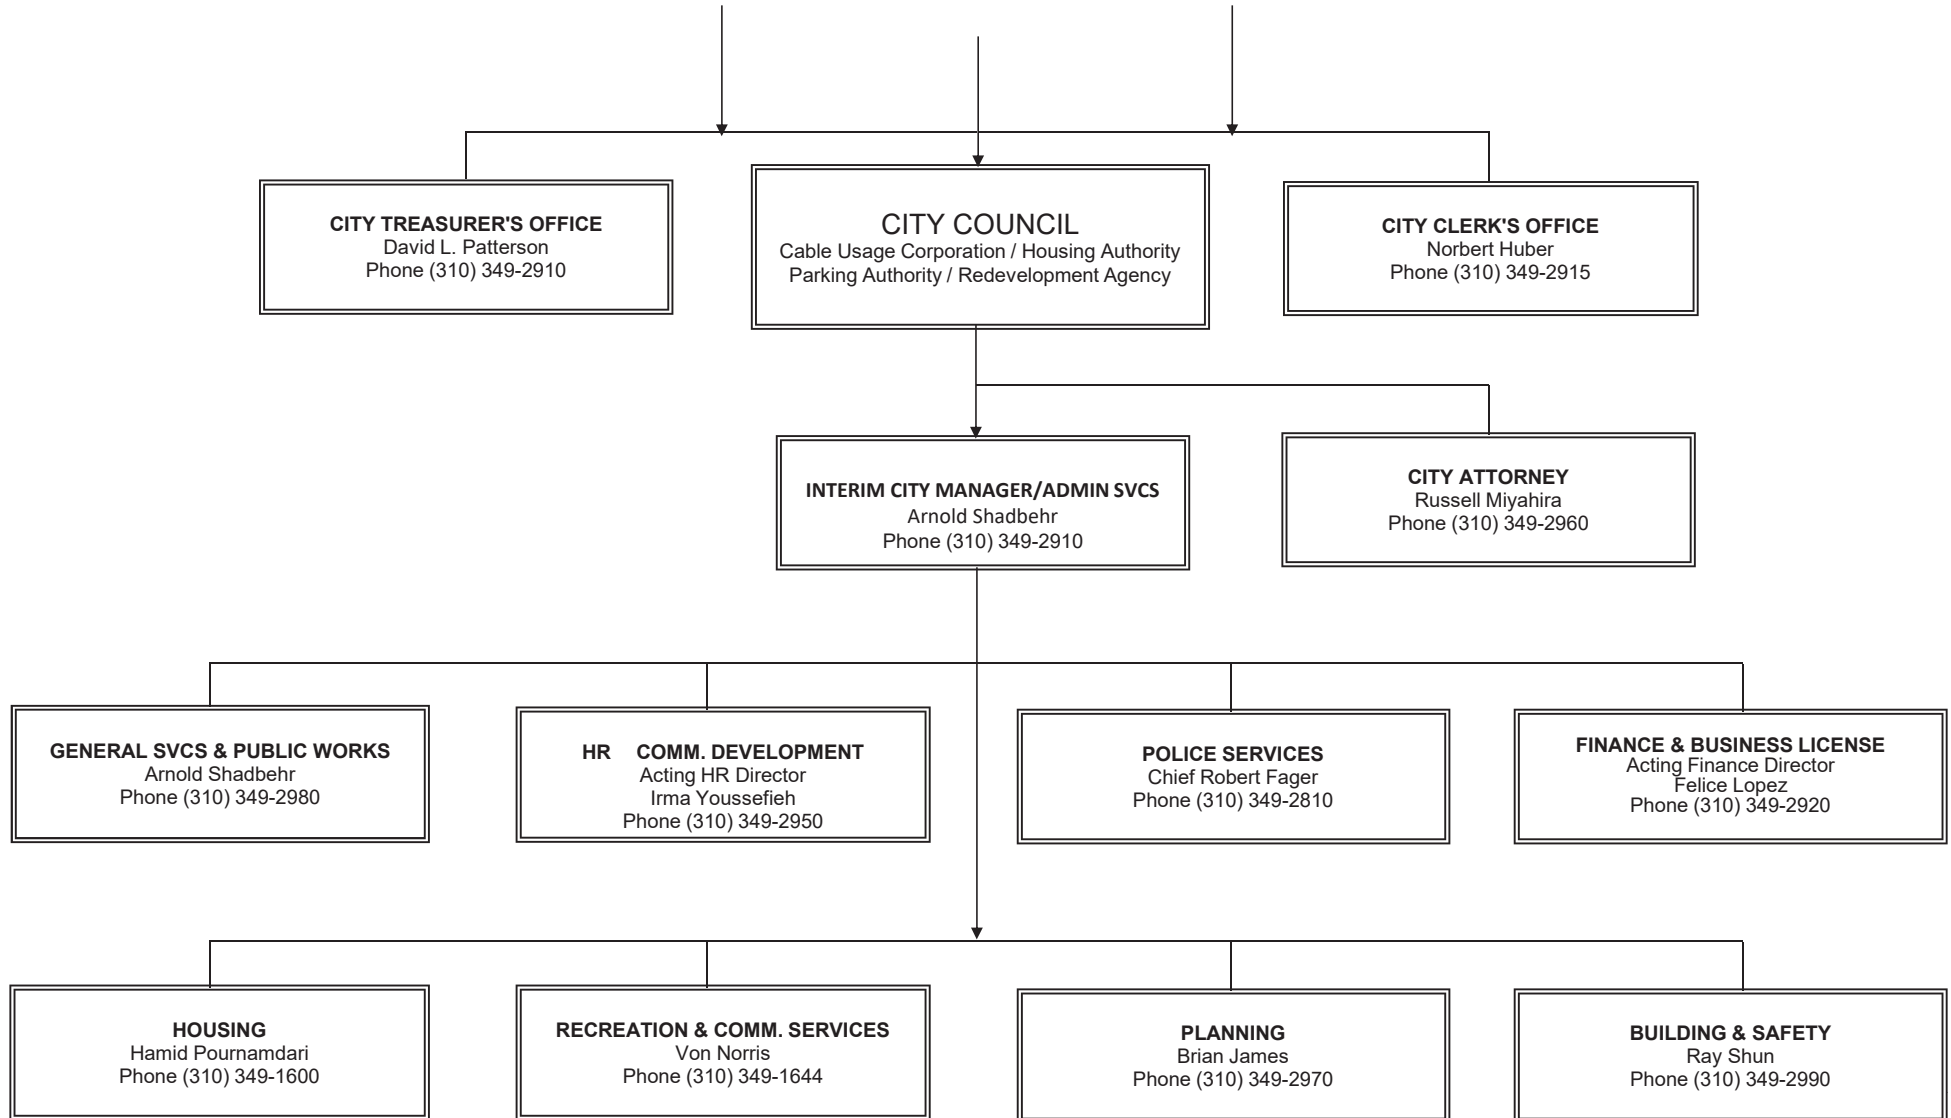 CITY TREASURER'S OFFICE
David L. Patterson
Phone (310) 349-2910
CITY COUNCIL
Cable Usage Corporation / Housing Authority
Parking Authority / Redevelopment Agency
CITY CLERK'S OFFICE
Norbert Huber
Phone (310) 349-2915
INTERIM CITY MANAGER/ADMIN SVCS
Arnold Shadbehr
Phone (310) 349-2910
CITY ATTORNEY
Russell Miyahira
Phone (310) 349-2960
GENERAL SVCS & PUBLIC WORKS
Arnold Shadbehr
Phone (310) 349-2980
HR COMM. DEVELOPMENT
Acting HR Director
Irma Youssefieh
Phone (310) 349-2950
POLICE SERVICES
Chief Robert Fager
Phone (310) 349-2810
FINANCE & BUSINESS LICENSE
Acting Finance Director
Felice Lopez
Phone (310) 349-2920
HOUSING
Hamid Pournamdari
Phone (310) 349-1600
RECREATION & COMM. SERVICES
Von Norris
Phone (310) 349-1644
PLANNING
Brian James
Phone (310) 349-2970
BUILDING & SAFETY
Ray Shun
Phone (310) 349-2990